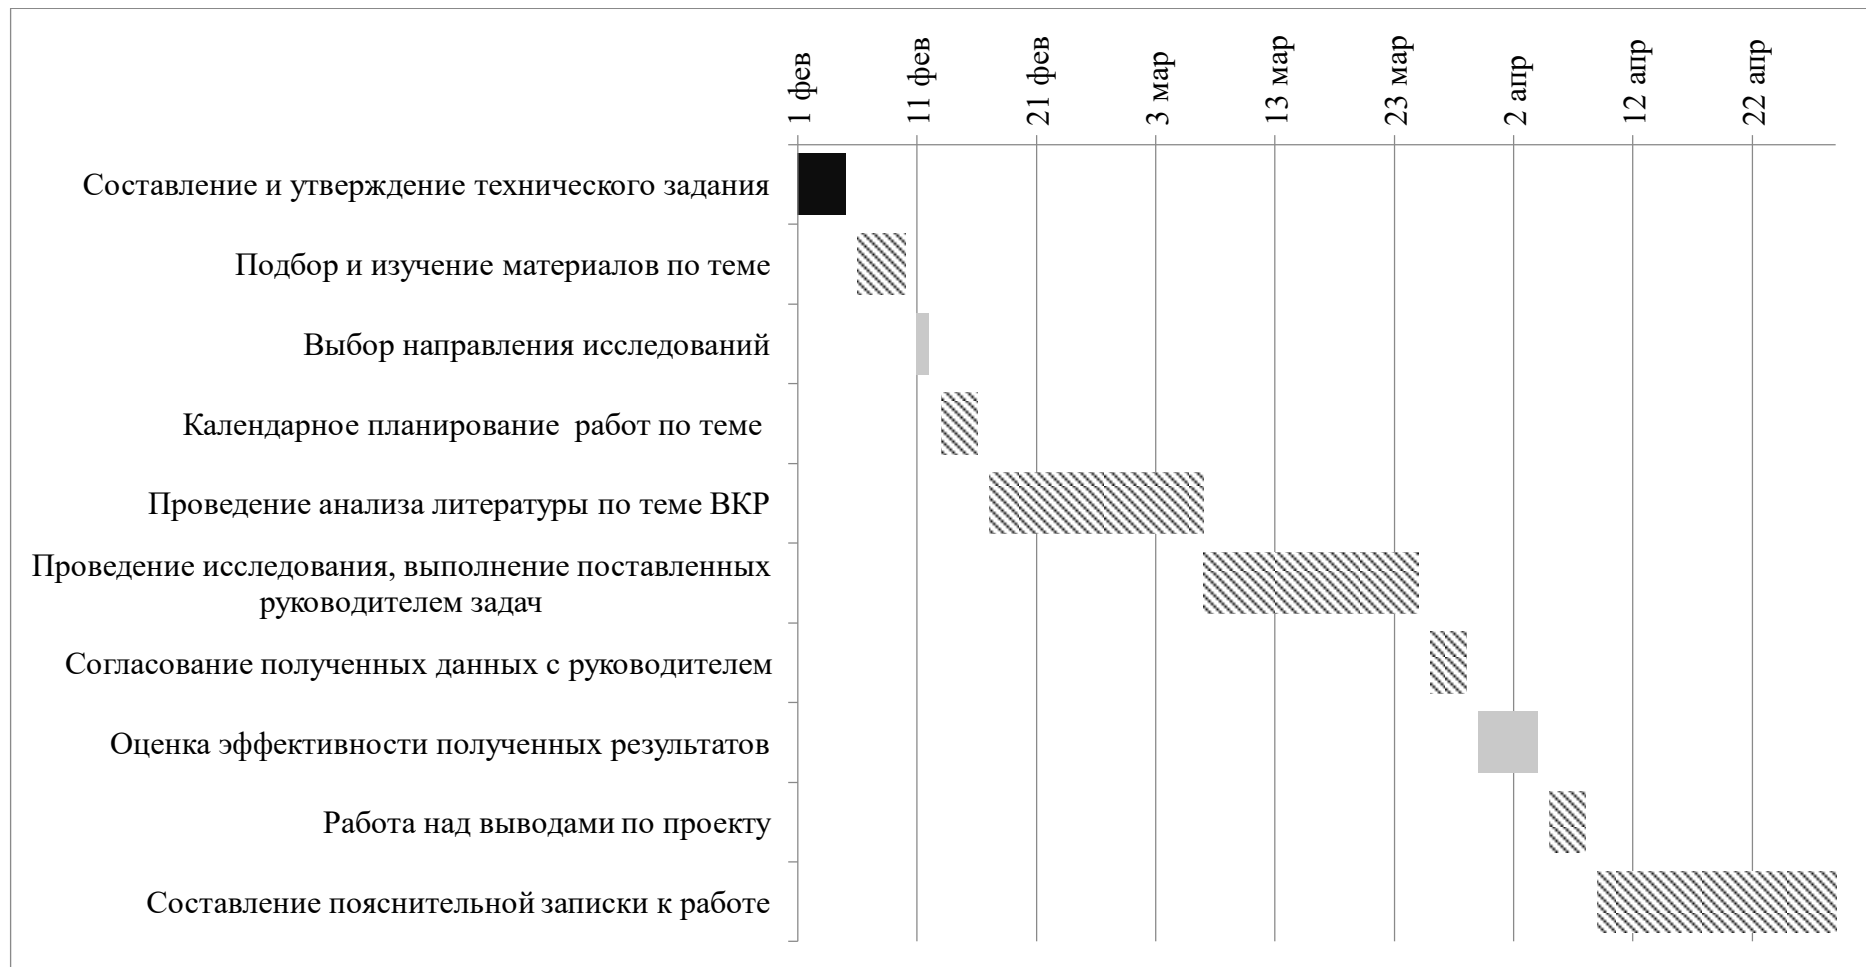 1 фев
11 фев
21 фев
3 мар
13 мар
23 мар
2 апр
12 апр
22 апр
Составление и утверждение технического задания
Подбор и изучение материалов по теме
Выбор направления исследований
Календарное планирование  работ по теме
Проведение анализа литературы по теме ВКР
Проведение исследования, выполнение поставленных
руководителем задач
Согласование полученных данных с руководителем
Оценка эффективности полученных результатов
Работа над выводами по проекту
Составление пояснительной записки к работе